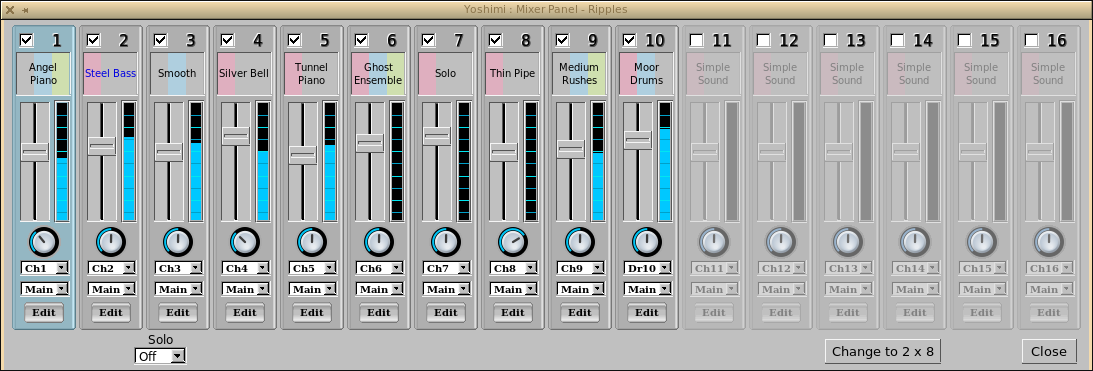 Yoshimi : Mixer Panel - Ripples
1 2 3 4 5 6 7 8 9 10 11 12 13 14 15 16
Angel Piano Steel Bass Smooth Silver Bell Tunnel Piano Ghost Ensemble Solo Thin Pipe Medium Rushes Moor Drums Simple Sound Simple Sound Simple Sound Simple Sound Simple Sound Simple Sound
Ch1 Ch2 Ch3 Ch4 Ch5 Ch6 Ch7 Ch8 Ch9 Dr10 Ch11 Ch12 Ch13 Ch14 Ch15 Ch16
Main Main Main Main Main Main Main Main Main Main Main Main Main Main Main Main
Edit Edit Edit Edit Edit Edit Edit Edit Edit Edit Edit Edit Edit Edit Edit Edit
Solo
Off Change to 2 x 8 Close